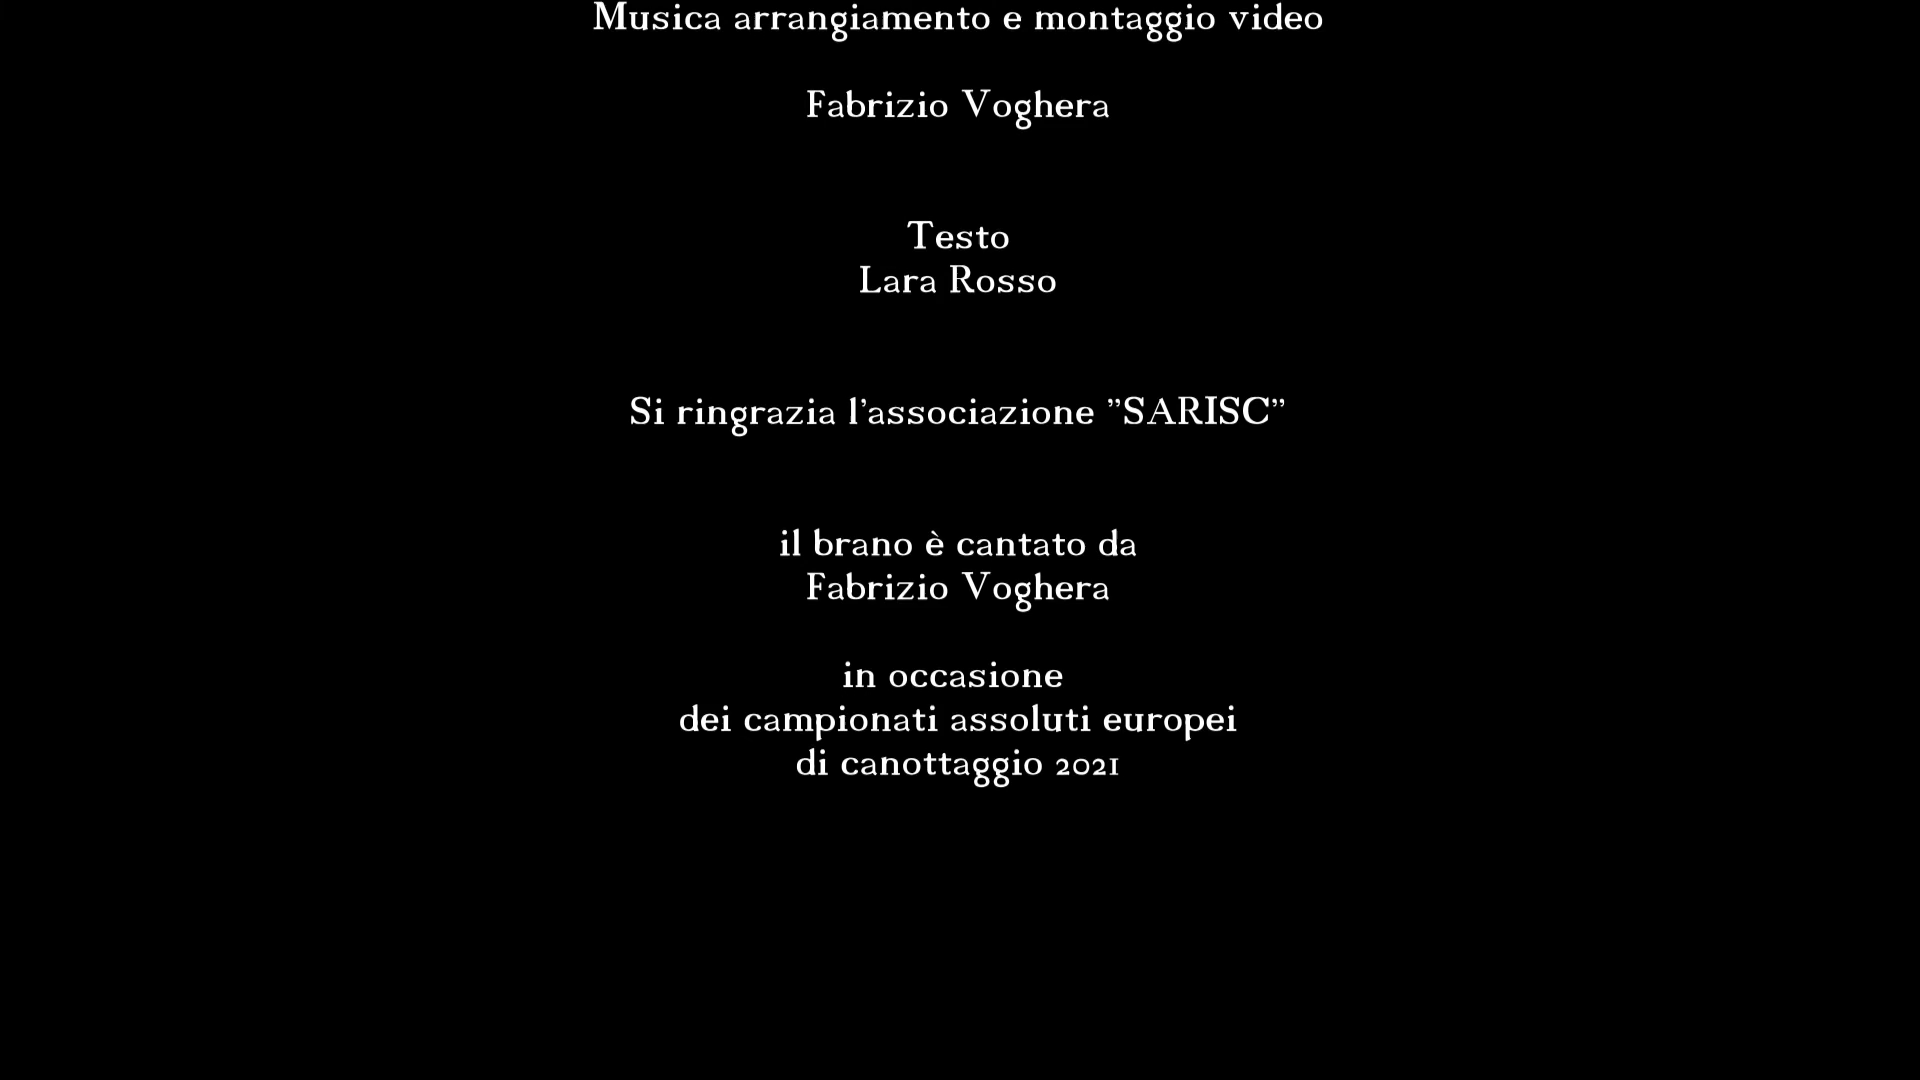 Musica arrangiamento e montaggio video
Fabrizio Voghera
Testo
Lara Rosso
Si ringrazia l’associazione ”SARISC”
il brano è cantato da
Fabrizio Voghera
in occasione
dei campionati assoluti europei
di canottaggio 2021